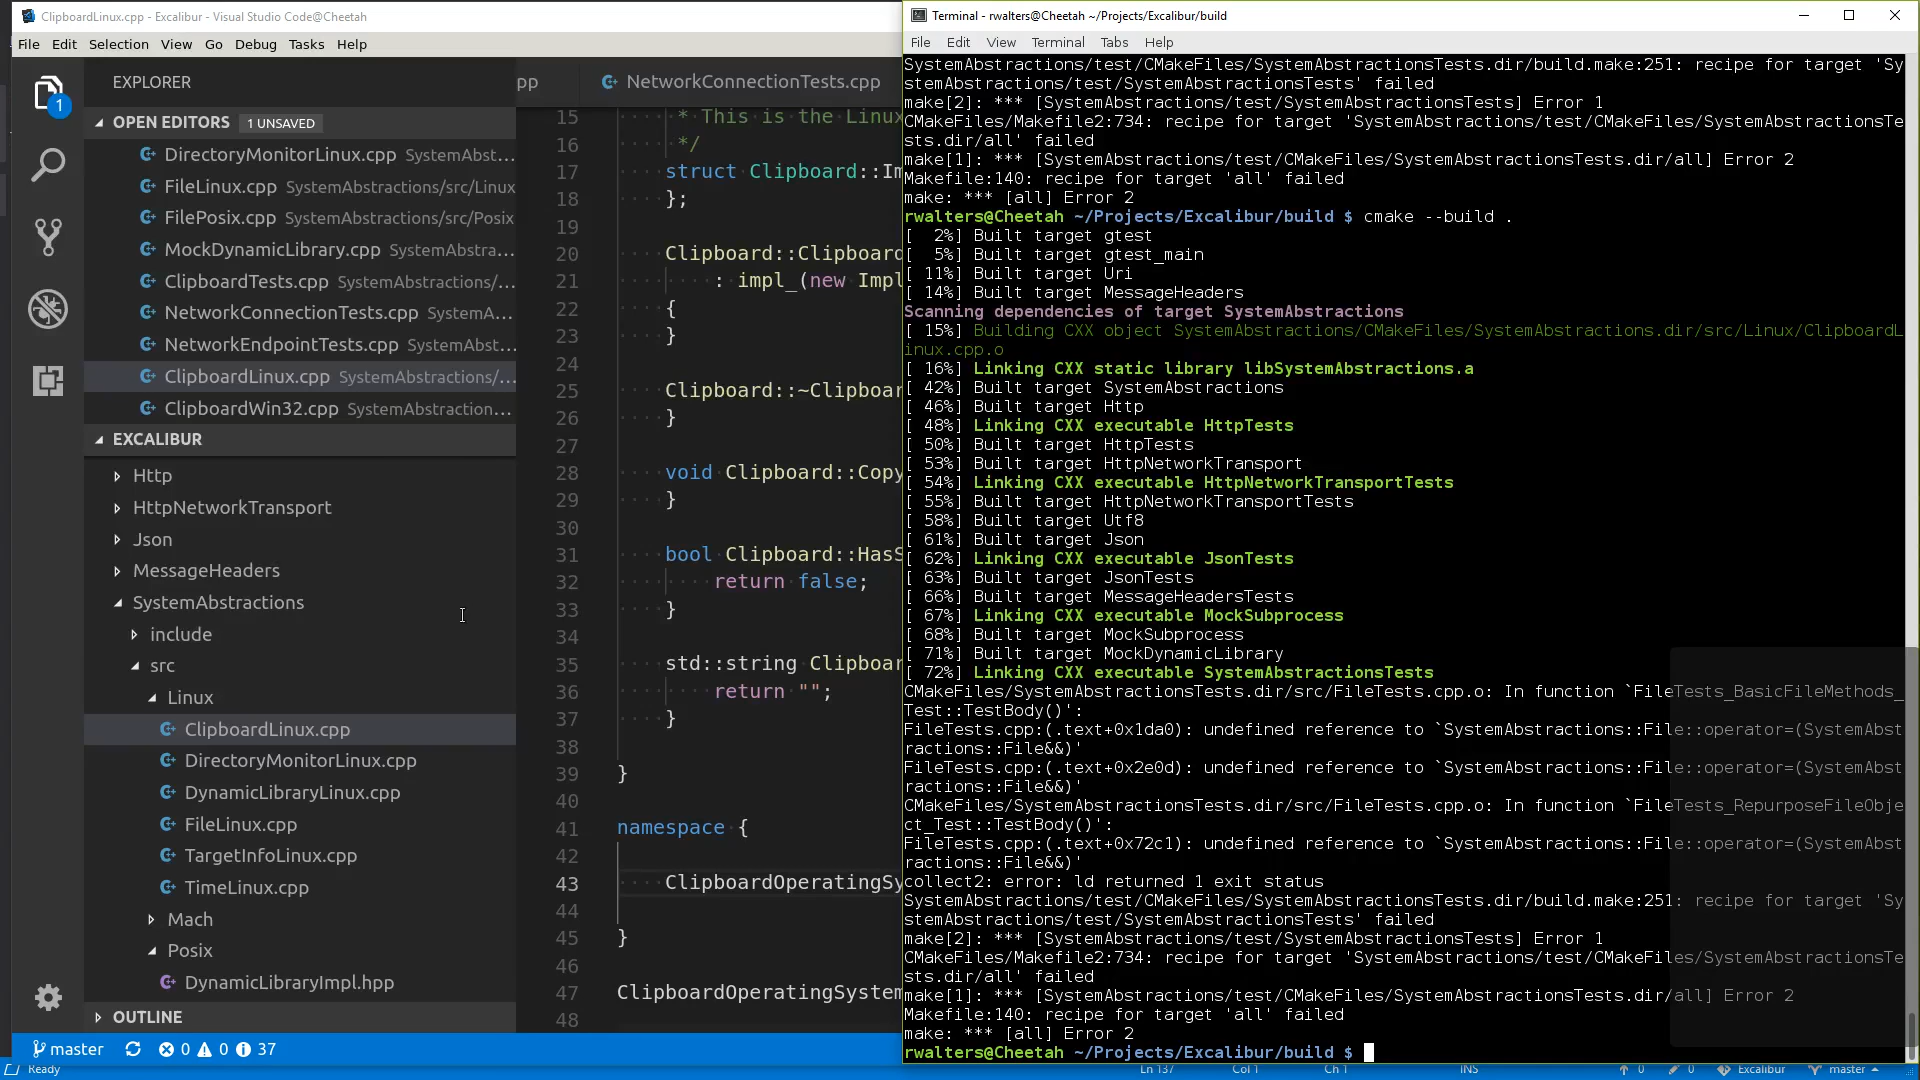 ClipboardLinux.cpp - Excalibur - Visual Studio Code@Cheetah
File Edit Selection View Go Debug Tasks Help
EXPLORER
1
OPEN EDITORS 1 UNSAVED
DirectoryMonitorLinux.cpp SystemAbst...
FileLinux.cpp SystemAbstractions/src/Linux
FilePosix.cpp SystemAbstractions/src/Posix
MockDynamicLibrary.cpp SystemAbstra...
ClipboardTests.cpp SystemAbstractions/...
NetworkConnectionTests.cpp SystemA...
NetworkEndpointTests.cpp SystemAbst...
ClipboardLinux.cpp SystemAbstractions/...
ClipboardWin32.cpp SystemAbstraction...
EXCALIBUR
Http
HttpNetworkTransport
Json
MessageHeaders
SystemAbstractions
include
src
Linux
ClipboardLinux.cpp
DirectoryMonitorLinux.cpp
DynamicLibraryLinux.cpp
FileLinux.cpp
TargetInfoLinux.cpp
TimeLinux.cpp
Mach
Posix
DynamicLibraryImpl.hpp
OUTLINE
master 0 0 37
pp NetworkConnectionTests.cpp
15 * This is the Linux
16 */
17 struct Clipboard::Im
18 };
19
20 Clipboard::Clipboard
21 : impl_(new Impl
22 {
23 }
24
25 Clipboard::~Clipboar
26 }
27
28 void Clipboard::Copy
29 }
30
31 bool Clipboard::HasS
32 return false;
33 }
34
35 std::string Clipboar
36 return "";
37 }
38
39 }
40
41 namespace {
42
43 ClipboardOperatingSy
44
45 }
46
47 ClipboardOperatingSystem
48
Terminal - rwalters@Cheetah ~/Projects/Excalibur/build
File Edit View Terminal Tabs Help
SystemAbstractions/test/CMakeFiles/SystemAbstractionsTests.dir/build.make:251: recipe for target 'Sy
stemAbstractions/test/SystemAbstractionsTests' failed
make[2]: *** [SystemAbstractions/test/SystemAbstractionsTests] Error 1
CMakeFiles/Makefile2:734: recipe for target 'SystemAbstractions/test/CMakeFiles/SystemAbstractionsTe
sts.dir/all' failed
make[1]: *** [SystemAbstractions/test/CMakeFiles/SystemAbstractionsTests.dir/all] Error 2
Makefile:140: recipe for target 'all' failed
make: *** [all] Error 2
rwalters@Cheetah ~/Projects/Excalibur/build $ cmake --build .
[  2%] Built target gtest
[  5%] Built target gtest_main
[ 11%] Built target Uri
[ 14%] Built target MessageHeaders
Scanning dependencies of target SystemAbstractions
[ 15%] Building CXX object SystemAbstractions/CMakeFiles/SystemAbstractions.dir/src/Linux/ClipboardL
inux.cpp.o
[ 16%] Linking CXX static library libSystemAbstractions.a
[ 42%] Built target SystemAbstractions
[ 46%] Built target Http
[ 48%] Linking CXX executable HttpTests
[ 50%] Built target HttpTests
[ 53%] Built target HttpNetworkTransport
[ 54%] Linking CXX executable HttpNetworkTransportTests
[ 55%] Built target HttpNetworkTransportTests
[ 58%] Built target Utf8
[ 61%] Built target Json
[ 62%] Linking CXX executable JsonTests
[ 63%] Built target JsonTests
[ 66%] Built target MessageHeadersTests
[ 67%] Linking CXX executable MockSubprocess
[ 68%] Built target MockSubprocess
[ 71%] Built target MockDynamicLibrary
[ 72%] Linking CXX executable SystemAbstractionsTests
CMakeFiles/SystemAbstractionsTests.dir/src/FileTests.cpp.o: In function `FileTests_BasicFileMethods_
Test::TestBody()':
FileTests.cpp:(.text+0x1da0): undefined reference to `SystemAbstractions::File::operator=(SystemAbst
ractions::File&&)'
FileTests.cpp:(.text+0x2e0d): undefined reference to `SystemAbstractions::File::operator=(SystemAbst
ractions::File&&)'
CMakeFiles/SystemAbstractionsTests.dir/src/FileTests.cpp.o: In function `FileTests_RepurposeFileObje
ct_Test::TestBody()':
FileTests.cpp:(.text+0x72c1): undefined reference to `SystemAbstractions::File::operator=(SystemAbst
ractions::File&&)'
collect2: error: ld returned 1 exit status
SystemAbstractions/test/CMakeFiles/SystemAbstractionsTests.dir/build.make:251: recipe for target 'Sy
stemAbstractions/test/SystemAbstractionsTests' failed
make[2]: *** [SystemAbstractions/test/SystemAbstractionsTests] Error 1
CMakeFiles/Makefile2:734: recipe for target 'SystemAbstractions/test/CMakeFiles/SystemAbstractionsTe
sts.dir/all' failed
make[1]: *** [SystemAbstractions/test/CMakeFiles/SystemAbstractionsTests.dir/all] Error 2
Makefile:140: recipe for target 'all' failed
make: *** [all] Error 2
rwalters@Cheetah ~/Projects/Excalibur/build $
Ready Ln 137 Col 1 Ch 1 INS 0 0 Excalibur master